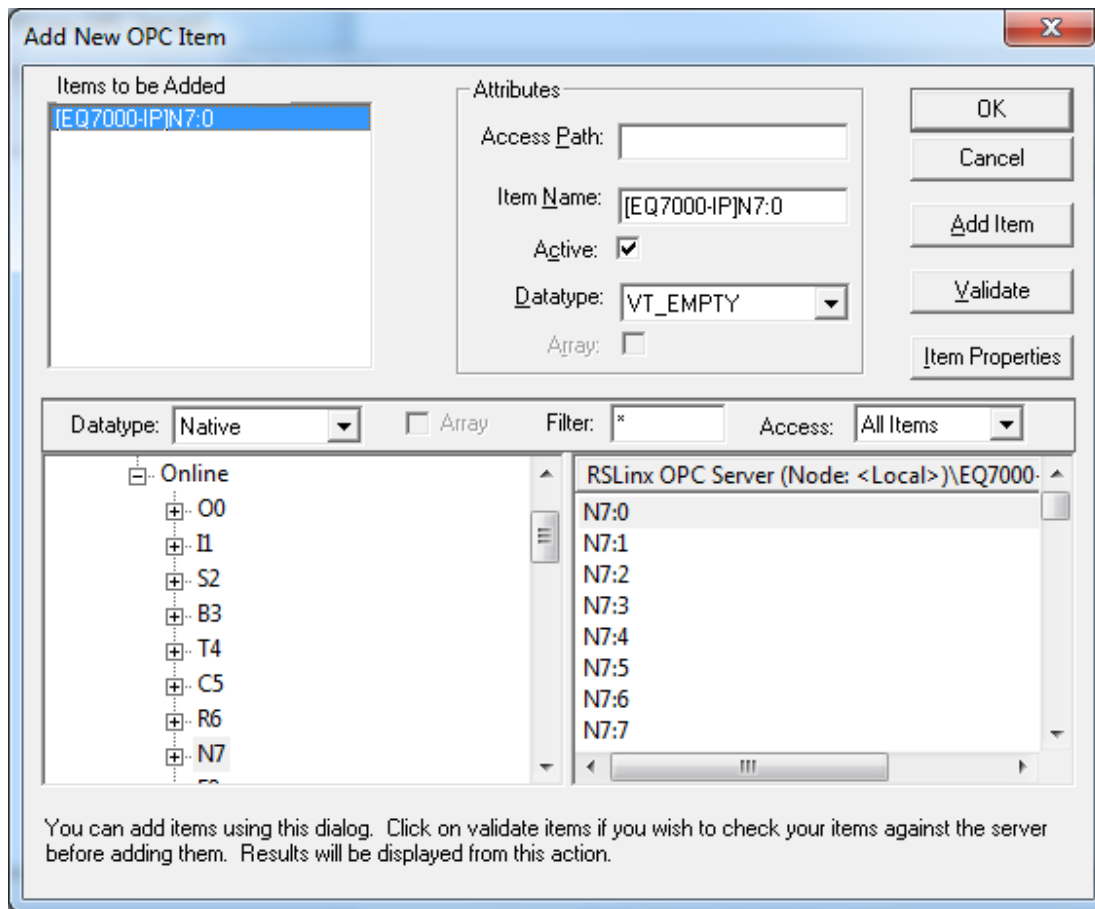 Add New OPC Item
Items to be Added
[EQ7000-IP]N7:0
Attributes
Access Path:
Item Name: [EQ7000-IP]N7:0
Active:
Datatype: VT_EMPTY
Array:
OK
Cancel
Add Item
Validate
Item Properties
Datatype: Native Array Filter: * Access: All Items
Online
O0
I1
S2
B3
T4
C5
R6
N7
RSLinx OPC Server (Node: <Local>)\EQ7000-
N7:0
N7:1
N7:2
N7:3
N7:4
N7:5
N7:6
N7:7
You can add items using this dialog. Click on validate items if you wish to check your items against the server
before adding them. Results will be displayed from this action.